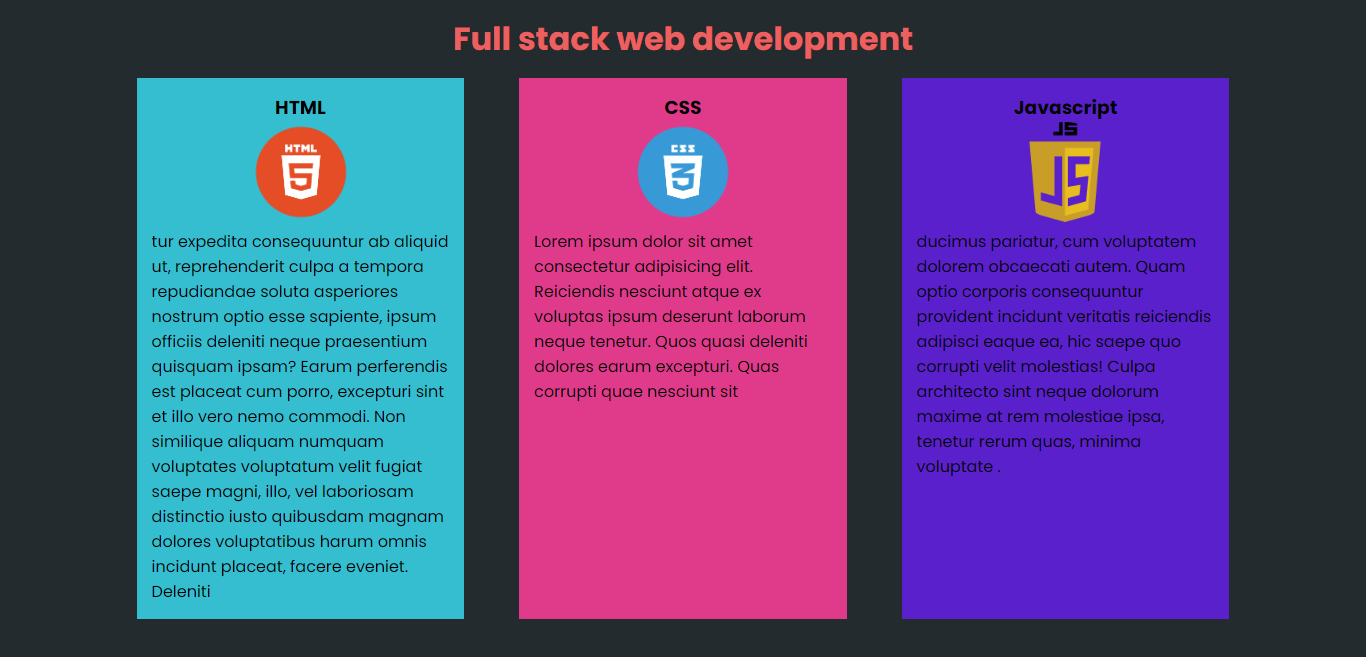 Full stack web development
HTML
HTML
5
tur expedita consequuntur ab aliquid
ut, reprehenderit culpa a tempora
repudiandae soluta asperiores
nostrum optio esse sapiente, ipsum
officiis deleniti neque praesentium
quisquam ipsam? Earum perferendis
est placeat cum porro, excepturi sint
et illo vero nemo commodi. Non
similique aliquam numquam
voluptates voluptatum velit fugiat
saepe magni, illo, vel laboriosam
distinctio iusto quibusdam magnam
dolores voluptatibus harum omnis
incidunt placeat, facere eveniet.
Deleniti
CSS
CSS
3
Lorem ipsum dolor sit amet
consectetur adipisicing elit.
Reiciendis nesciunt atque ex
voluptas ipsum deserunt laborum
neque tenetur. Quos quasi deleniti
dolores earum excepturi. Quas
corrupti quae nesciunt sit
Javascript
JS
JS
ducimus pariatur, cum voluptatem
dolorem obcaecati autem. Quam
optio corporis consequuntur
provident incidunt veritatis reiciendis
adipisci eaque ea, hic saepe quo
corrupti velit molestias! Culpa
architecto sint neque dolorum
maxime at rem molestiae ipsa,
tenetur rerum quas, minima
voluptate .